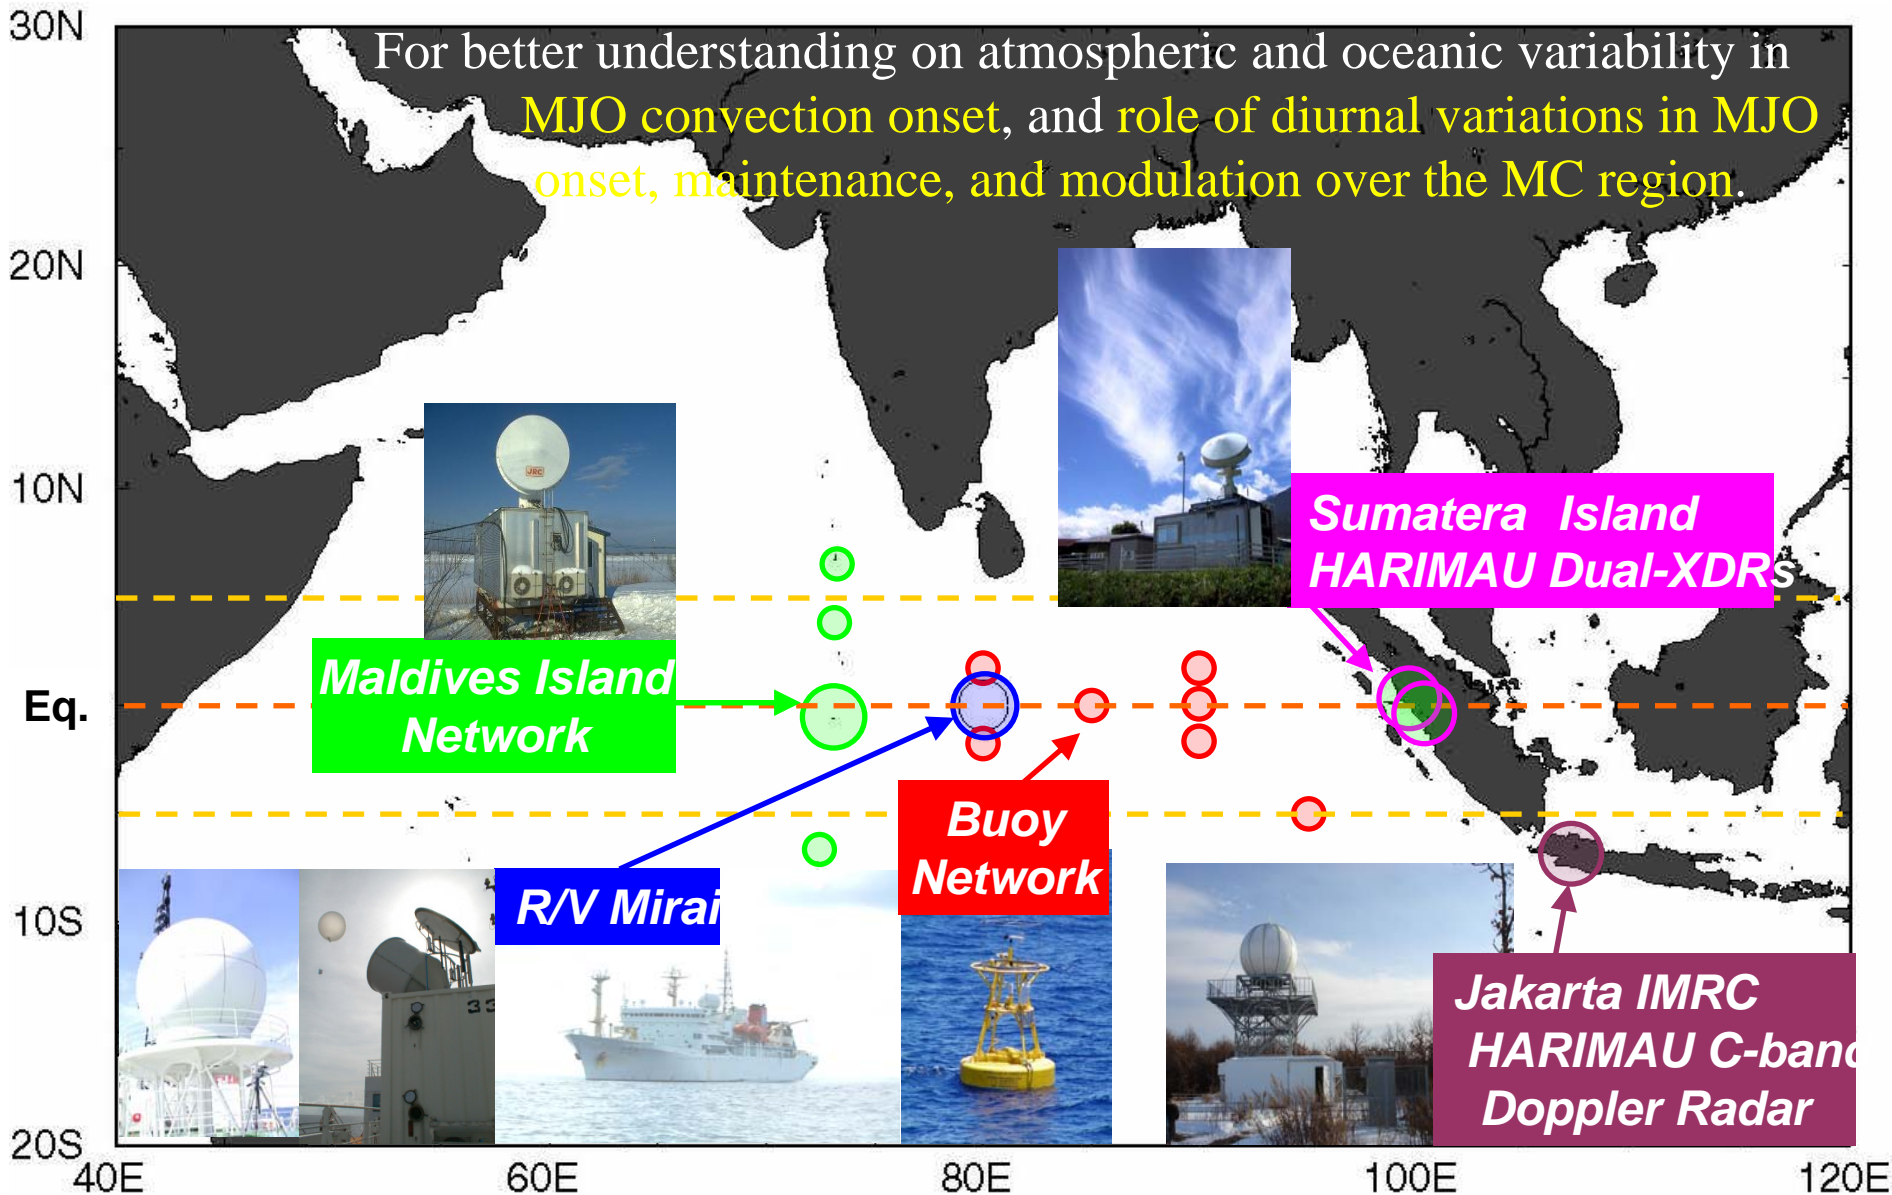 30N
For better understanding on atmospheric and oceanic variability in
MJO convection onset, and role of diurnal variations in MJO
onset, maintenance, and modulation over the MC region.
20N
10N
JRC
Sumatera Island
HARIMAU Dual-XDRs
Maldives Island
Network
Eq.
Buoy
Network
R/V Mirai
10S
33
Jakarta IMRC
HARIMAU C-band
Doppler Radar
20S
40E
60E
80E
100E
120E